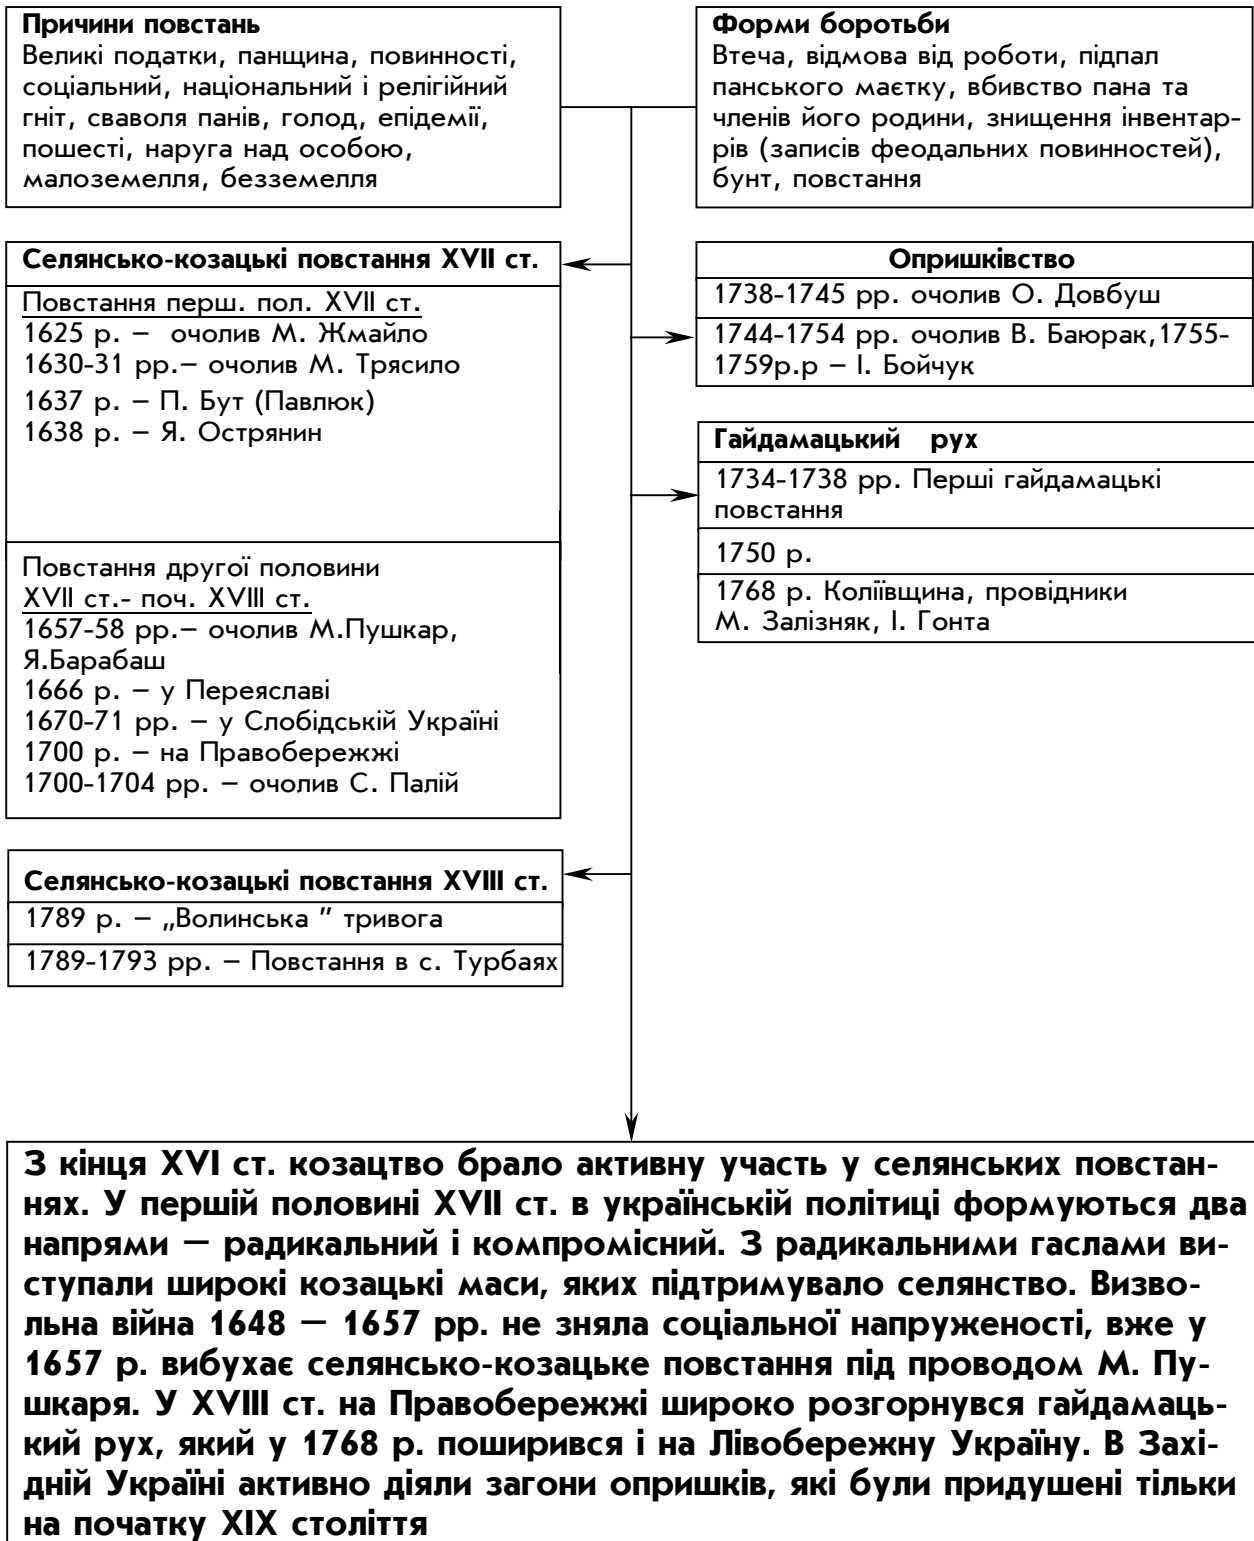 Причини повстань
Великі податки, панщина, повинності,
соціальний, національний і релігійний
гніт, сваволя панів, голод, епідемії,
пошесті, наруга над особою,
малоземелля, безземелля
Форми боротьби
Втеча, відмова від роботи, підпал
панського маєтку, вбивство пана та
членів його родини, знищення інвентар-
рів (записів феодальних повинностей),
бунт, повстання
Селянсько-козацькі повстання XVII ст.
Повстання перш. пол. XVII ст.
1625 р. – очолив М. Жмайло
1630-31 рр.– очолив М. Трясило
1637 р. – П. Бут (Павлюк)
1638 р. – Я. Острянин
Повстання другої половини
XVII ст.- поч. XVIII ст.
1657-58 рр.– очолив М.Пушкар,
Я.Барабаш
1666 р. – у Переяславі
1670-71 рр. – у Слобідській Україні
1700 р. – на Правобережжі
1700-1704 рр. – очолив С. Палій
Опришківство
1738-1745 рр. очолив О. Довбуш
1744-1754 рр. очолив В. Баюрак,1755-
1759р.р – І. Бойчук
Гайдамацький рух
1734-1738 рр. Перші гайдамацькі
повстання
1750 р.
1768 р. Коліївщина, провідники
М. Залізняк, І. Гонта
Селянсько-козацькі повстання XVIII ст.
1789 р. – „Волинська ” тривога
1789-1793 рр. – Повстання в с. Турбаях
З кінця XVI ст. козацтво брало активну участь у селянських повстан-
нях. У першій половині XVII ст. в українській політиці формуються два
напрями – радикальний і компромісний. З радикальними гаслами ви-
ступали широкі козацькі маси, яких підтримувало селянство. Визво-
льна війна 1648 – 1657 рр. не зняла соціальної напруженості, вже у
1657 р. вибухає селянсько-козацьке повстання під проводом М. Пу-
шкаря. У XVIII ст. на Правобережжі широко розгорнувся гайдамаць-
кий рух, який у 1768 р. поширився і на Лівобережну Україну. В Захі-
дній Україні активно діяли загони опришків, які були придушені тільки
на початку XIX століття